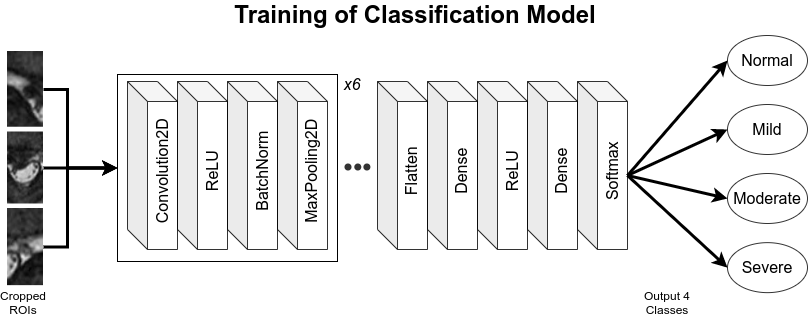 Training of Classification Model
x6
Convolution2D
ReLU
BatchNorm
MaxPooling2D
Flatten
Dense
ReLU
Dense
Softmax
Normal
Mild
Moderate
Severe
Cropped
ROIs
Output 4
Classes